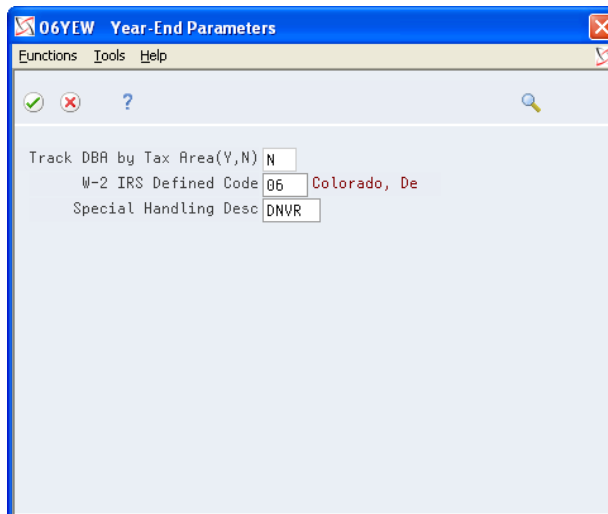 06YEW Year-End Parameters
Functions Tools Help
?
Track DBA by Tax Area(Y,N) N
W-2 IRS Defined Code 06 Colorado, De
Special Handling Desc DNVR